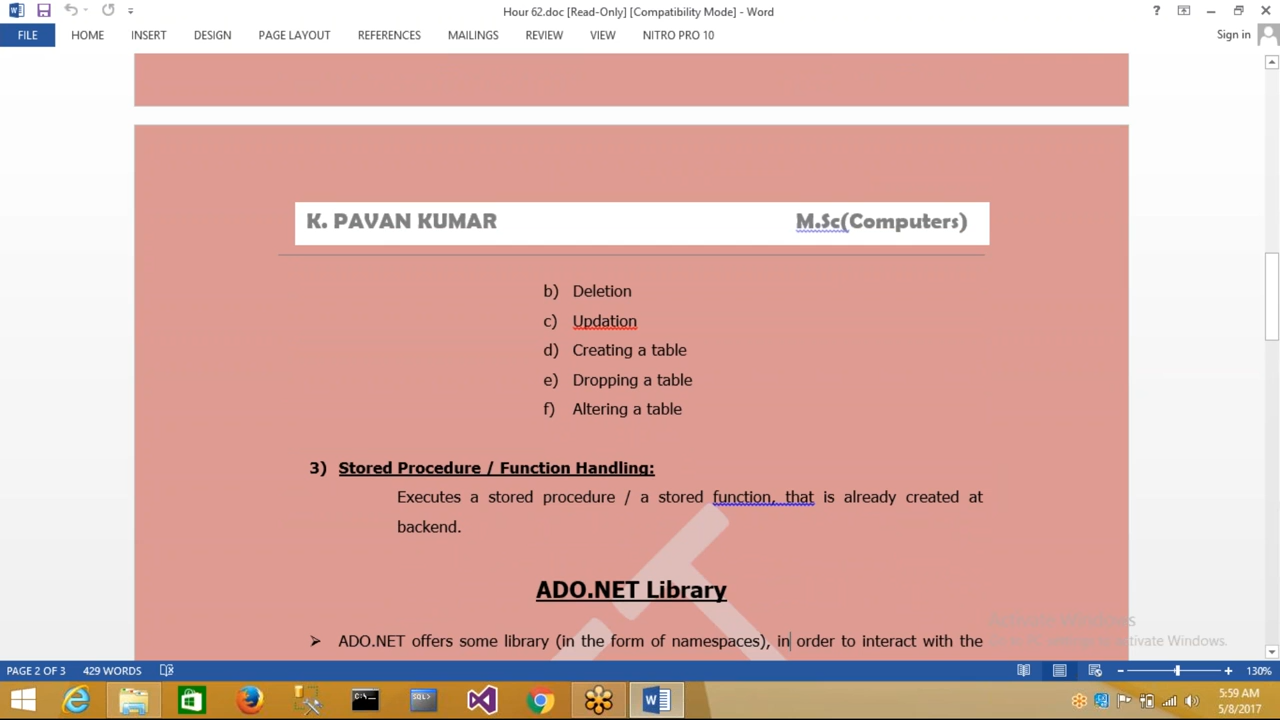 Hour 62.doc [Read-Only] [Compatibility Mode] - Word
?
FILE HOME INSERT DESIGN PAGE LAYOUT REFERENCES MAILINGS REVIEW VIEW NITRO PRO 10 Sign in
K. PAVAN KUMAR M.Sc(Computers)
b) Deletion
c) Updation
d) Creating a table
e) Dropping a table
f) Altering a table
3) Stored Procedure / Function Handling:
Executes a stored procedure / a stored function, that is already created at
backend.
ADO.NET Library
ADO.NET offers some library (in the form of namespaces), in order to interact with the
PAGE 2 OF 3 429 WORDS 130%
5:59 AM
5/8/2017